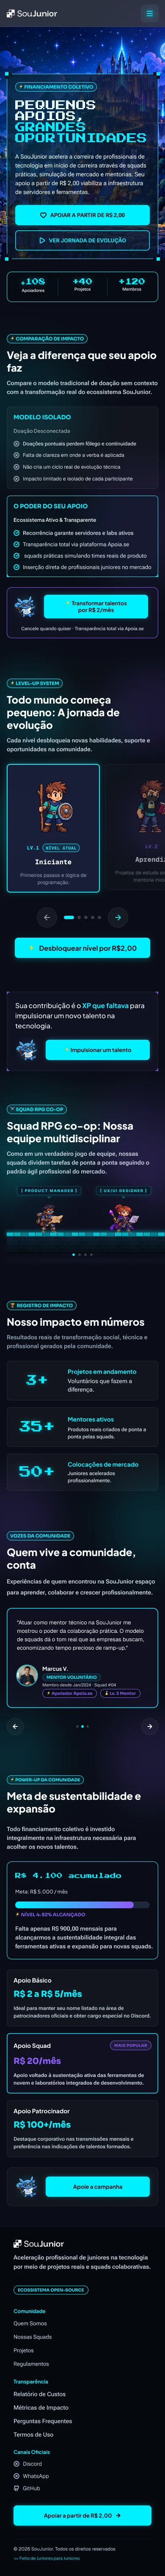 SouJunior
FINANCIAMENTO COLETIVO
PEQUENOS
APOIOS,
GRANDES
OPORTUNIDADES
A SouJunior acelera a carreira de profissionais de
tecnologia em início de carreira através de squads
práticas, mentorias e networking. Seu
apoio a partir de R$ 2,00 viabiliza a infraestrutura
de servidores e ferramentas.
APOIAR A PARTIR DE R$ 2,00
VER JORNADA DE EVOLUÇÃO
+108
Apoiadores
+40
Projetos
+120
Membros
COMPARAÇÃO DE IMPACTO
Veja a diferença que seu apoio
faz
Compare o modelo tradicional de doação sem contexto
com a transformação real do ecossistema SouJunior.
MODELO ISOLADO
Doação Desconectada
Doações pontuais perdem fôlego e continuidade
Falta de clareza em onde a verba é aplicada
Não cria um ciclo real de evolução técnica
Impacto limitado e isolado de cada participante
O PODER DO SEU APOIO
Ecossistema Ativo & Transparente
Recorrência garante servidores e labs ativos
Transparência total via plataforma Apoia.se
squads práticas simulando times reais de produto
Inserção direta de profissionais juniores no mercado
Transformar talentos
por R$ 2/mês
Cancele quando quiser · Transparência total via Apoia.se
LEVEL-UP SYSTEM
Todo mundo começa
pequeno: A jornada de
evolução
Cada nível desbloqueia novas habilidades, suporte e
oportunidades na comunidade.
LV.1
NÍVEL ATUAL
Iniciante
Primeiros passos e lógica de
programação.
LV.2
Desbloquear nível por R$2,00
Sua contribuição é o XP que faltava para
impulsionar um novo talento na
tecnologia.
Impulsionar um talento
SQUAD RPG CO-OP
Squad RPG co-op: Nossa
equipe multidisciplinar
Como em um verdadeiro jogo de equipe, nossas
squads dividem tarefas de ponta a ponta seguindo o
padrão ágil profissional do mercado.
[ PRODUCT MANAGER ]
[ UX/UI DESIGNER ]
REGISTRO DE IMPACTO
Nosso impacto em números
Resultados reais de transformação social, técnica e
profissional gerados pela comunidade.
3+
Projetos em andamento
Voluntários que fazem a
diferença.
35+
Mentores ativos
Produtos reais criados de ponta a
ponta pelas squads.
50+
Colocações de mercado
Juniores acelerados
profissionalmente.
VOZES DA COMUNIDADE
Quem vive a comunidade,
conta
Experiências de quem encontrou na SouJunior espaço
para aprender, colaborar e crescer profissionalmente.
"Atuar como mentor técnico na SouJunior me
mostrou o poder da colaboração prática. O modelo
de squads dá o tom real que as empresas buscam,
economizando tempo precioso de ramp-up."
Marcus V.
MENTOR VOLUNTÁRIO
Membro desde Jan/2024 · Squad #04
Apoiador Apoia.se
Lv. 3 Mentor
POWER-UP DA COMUNIDADE
Meta de sustentabilidade e
expansão
Todo financiamento coletivo é investido
integralmente na infraestrutura necessária para
acolher os novos talentos.
R$ 4.100 acumulado
Meta: R$ 5.000 / mês
NÍVEL 4: 82% ALCANÇADO
Falta apenas R$ 900,00 mensais para
alcançarmos a sustentabilidade integral das
ferramentas ativas e expansão para novas squads.
Apoio Básico
R$ 2 a R$ 5/mês
Ideal para manter seu nome listado na área de
patrocinadores oficiais e obter cargo especial no Discord.
Apoio Squad
MAIS POPULAR
R$ 20/mês
Apoio voltado à sustentação ativa das ferramentas de
nuvem e laboratórios integrados de desenvolvimento.
Apoio Patrocinador
R$ 100+/mês
Destaque corporativo nas transmissões mensais e
preferência nas indicações de talentos formados.
Apoie a campanha
SouJunior
Aceleração profissional de juniores na tecnologia
por meio de projetos reais e squads colaborativas.
ECOSSISTEMA OPEN-SOURCE
Comunidade
Quem Somos
Nossas Squads
Projetos
Regulamentos
Transparência
Relatório de Custos
Métricas de Impacto
Perguntas Frequentes
Termos de Uso
Canais Oficiais
Discord
WhatsApp
GitHub
Apoiar a partir de R$ 2,00
© 2026 SouJunior. Todos os direitos reservados
Feito de Juniores para Juniores